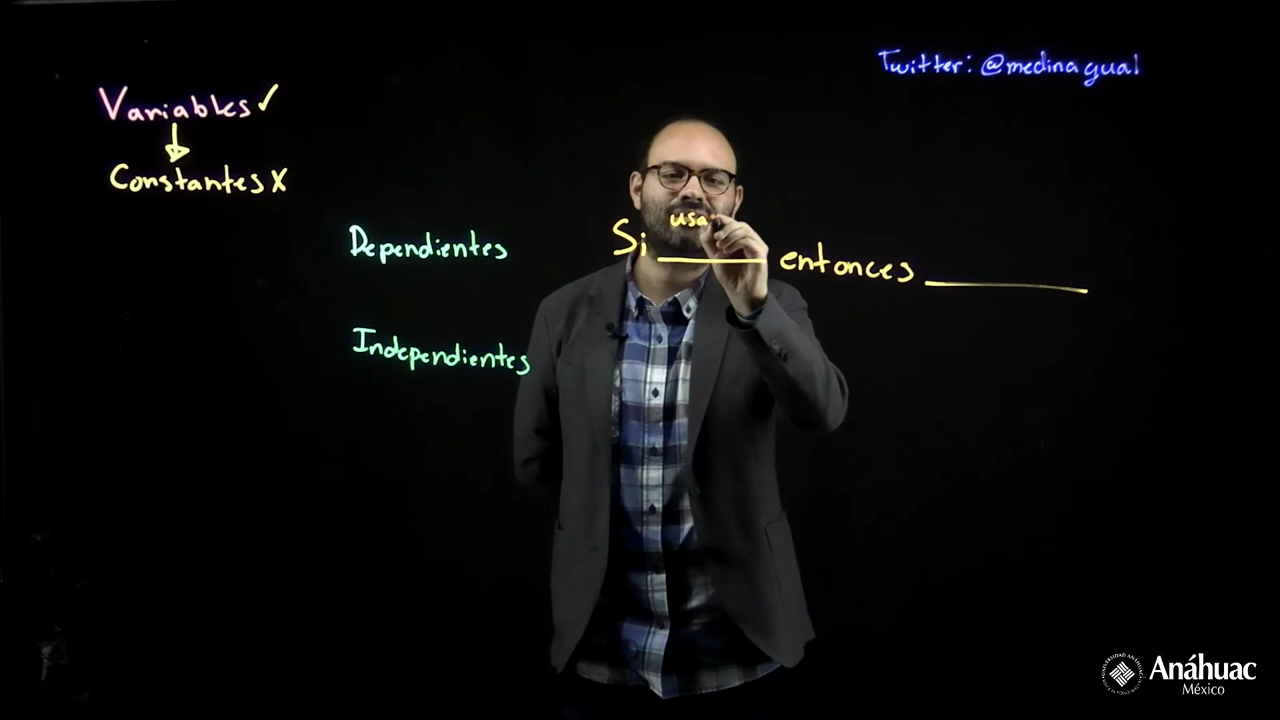 Twitter: @medinagual
Variables ✓
↓
Constantes X
Dependientes
Si usa ______ entonces ______
Independientes
Anáhuac
México